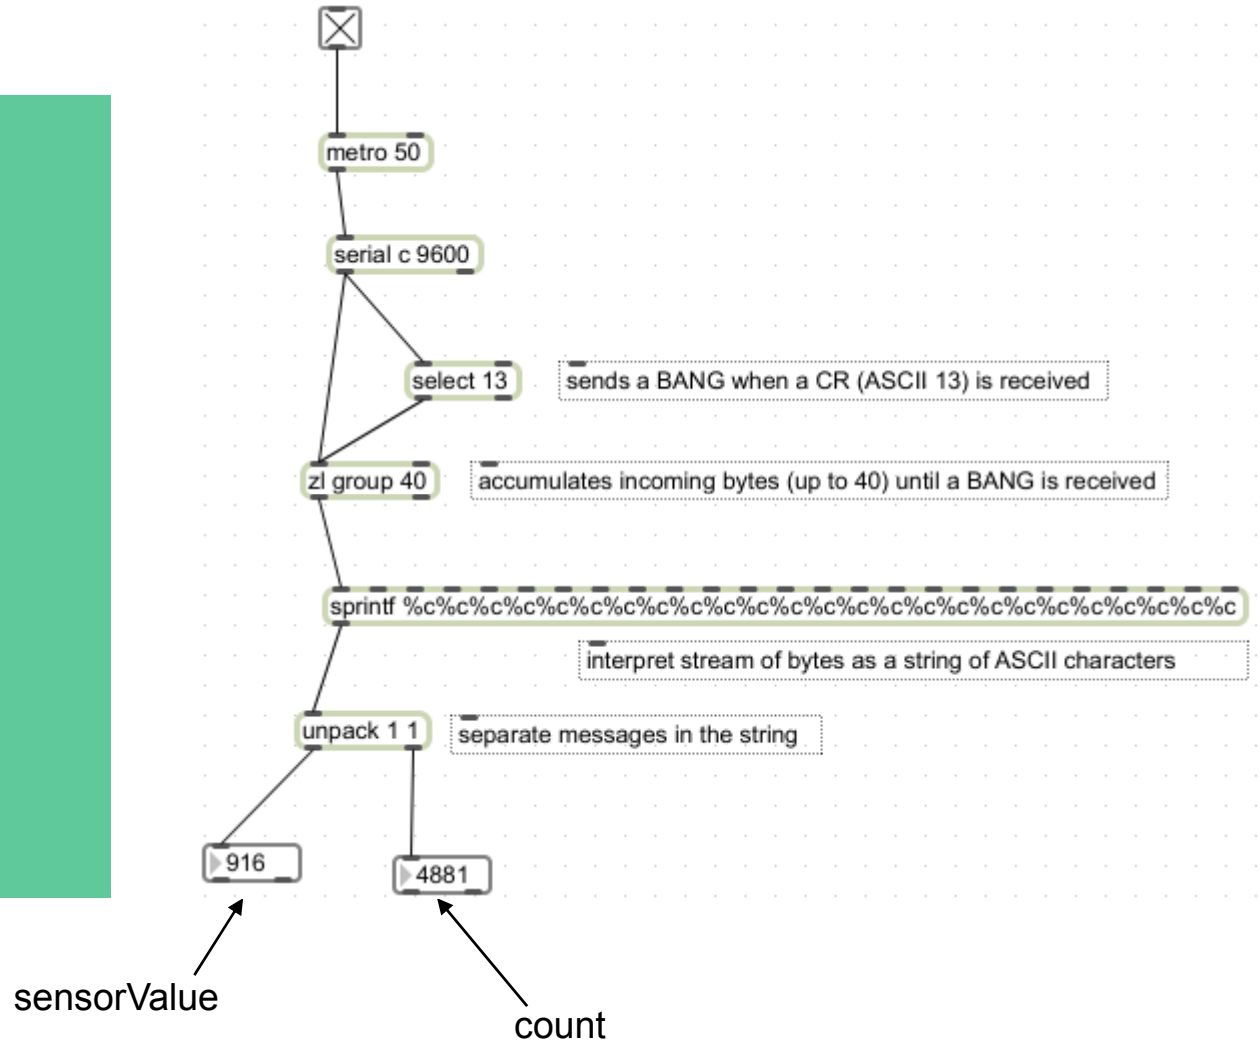 metro 50
serial c 9600
select 13
sends a BANG when a CR (ASCII 13) is received
zl group 40
accumulates incoming bytes (up to 40) until a BANG is received
sprintf %c%c%c%c%c%c%c%c%c%c%c%c%c%c%c%c%c%c%c%c%c%c%c%c%c
interpret stream of bytes as a string of ASCII characters
unpack 1 1
separate messages in the string
916
4881
sensorValue
count